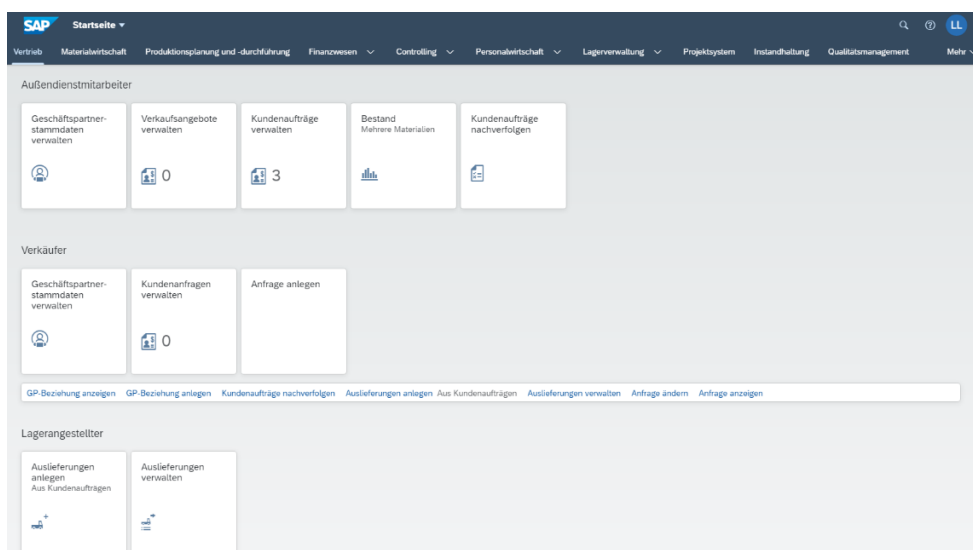 SAP Startseite LL
Vertrieb Materialwirtschaft Produktionsplanung und -durchführung Finanzwesen Controlling Personalwirtschaft Lagerverwaltung Projektsystem Instandhaltung Qualitätsmanagement Mehr
Außendienstmitarbeiter
Geschäftspartner-
stammdaten
verwalten
Verkaufsangebote
verwalten
0
Kundenaufträge
verwalten
3
Bestand
Mehrere Materialien
Kundenaufträge
nachverfolgen
Verkäufer
Geschäftspartner-
stammdaten
verwalten
Kundenanfragen
verwalten
0
Anfrage anlegen
GP-Beziehung anzeigen GP-Beziehung anlegen Kundenaufträge nachverfolgen Auslieferungen anlegen Aus Kundenaufträgen Auslieferungen verwalten Anfrage ändern Anfrage anzeigen
Lagerangestellter
Auslieferungen
anlegen
Aus Kundenaufträgen
Auslieferungen
verwalten